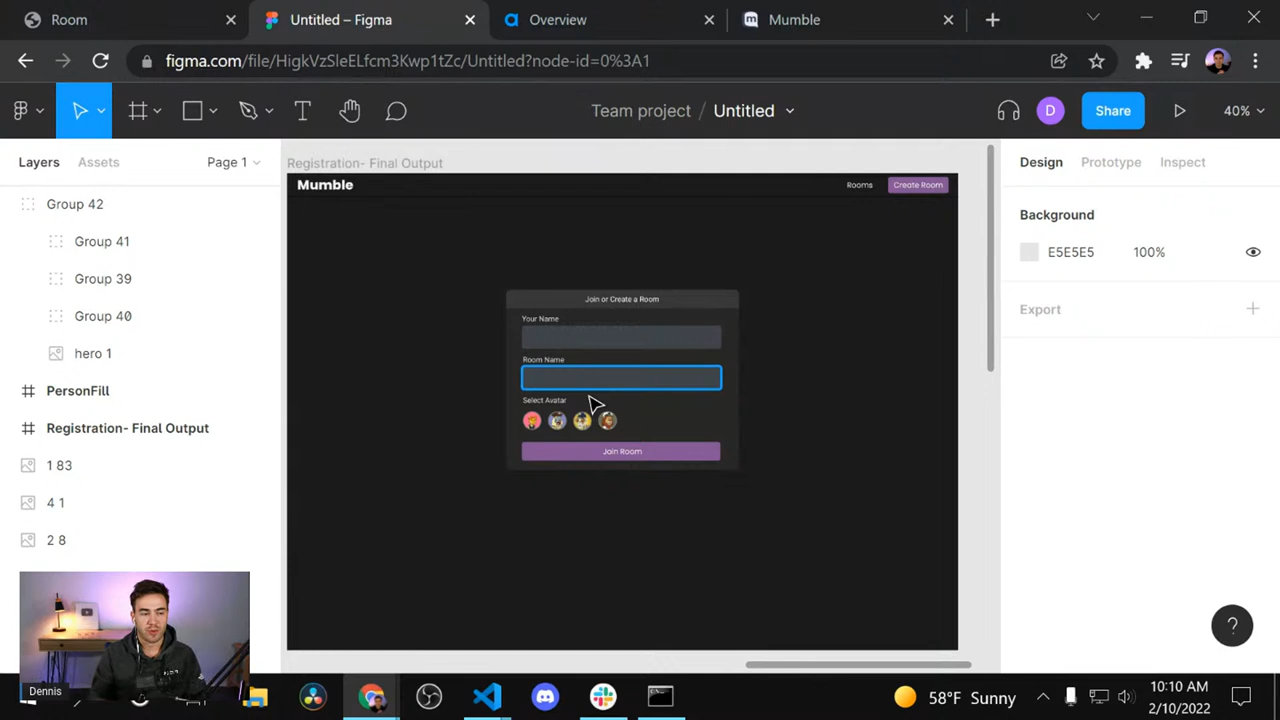 Room
Untitled – Figma
Overview
Mumble
figma.com/file/HigkVzSleELfcm3Kwp1tZc/Untitled?node-id=0%3A1
Team project / Untitled
D
Share
40%
Layers
Assets
Page 1
Group 42
Group 41
Group 39
Group 40
hero 1
PersonFill
Registration- Final Output
1 83
4 1
2 8
Registration- Final Output
Mumble
Rooms
Create Room
Join or Create a Room
Your Name
Room Name
Select Avatar
Join Room
Design
Prototype
Inspect
Background
E5E5E5
100%
Export
?
Dennis
58°F Sunny
10:10 AM
2/10/2022